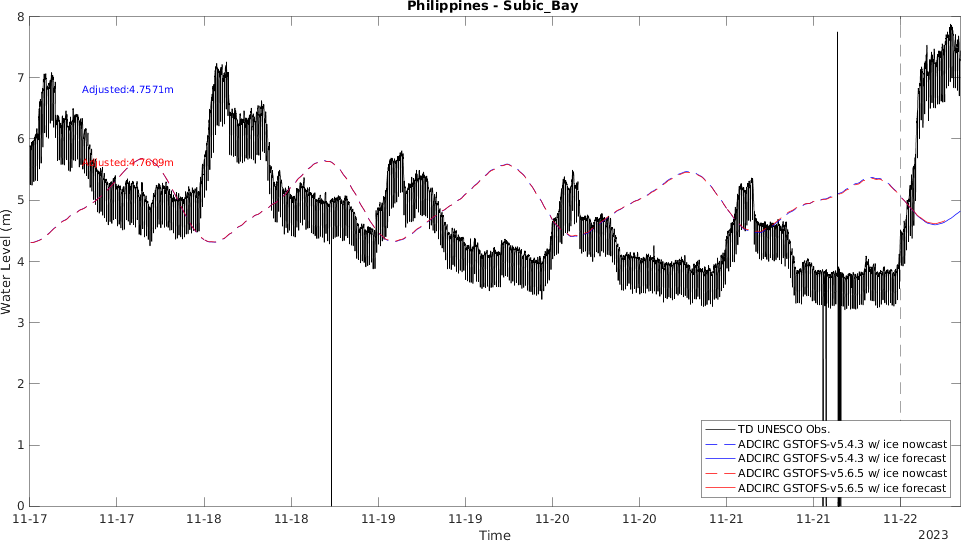 Philippines - Subic_Bay
8
7
6
5
4
3
2
1
0
Water Level (m)
Adjusted:4.7571m
Adjusted:4.7609m
TD UNESCO Obs.
ADCIRC GSTOFS-v5.4.3 w/ ice nowcast
ADCIRC GSTOFS-v5.4.3 w/ ice forecast
ADCIRC GSTOFS-v5.6.5 w/ ice nowcast
ADCIRC GSTOFS-v5.6.5 w/ ice forecast
11-17 11-17 11-18 11-18 11-19 11-19 11-20 11-20 11-21 11-21 11-22
Time
2023